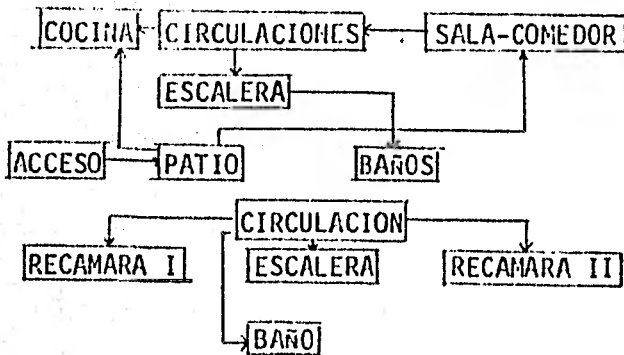 COCINA CIRCULACIONES SALA-COMEDOR
ESCALERA
ACCESO PATIO BAÑOS
CIRCULACION
RECAMARA I ESCALERA RECAMARA II
BAÑO